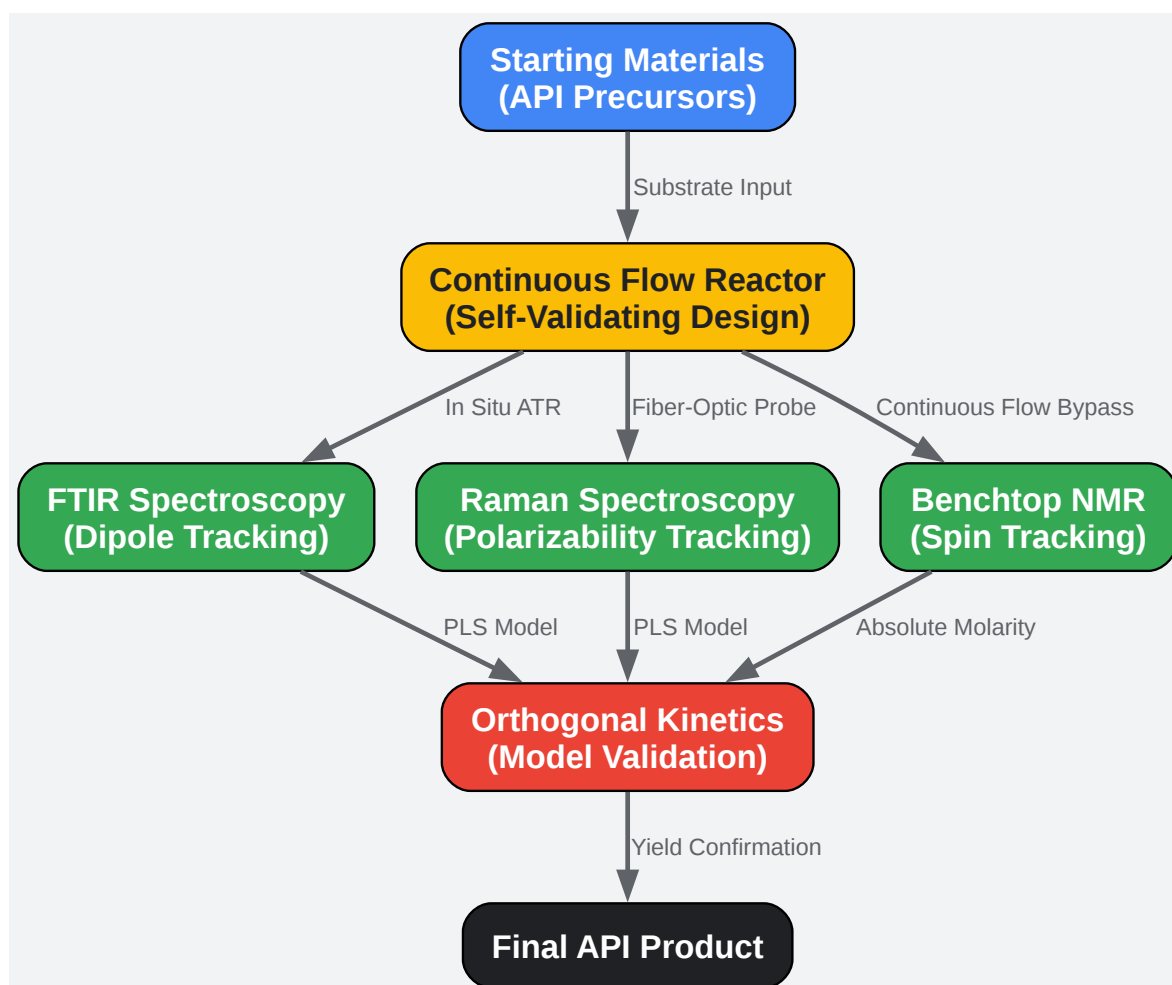 Starting Materials
(API Precursors)
Substrate Input
Continuous Flow Reactor
(Self-Validating Design)
In Situ ATR
Fiber-Optic Probe
Continuous Flow Bypass
FTIR Spectroscopy
(Dipole Tracking)
Raman Spectroscopy
(Polarizability Tracking)
Benchtop NMR
(Spin Tracking)
PLS Model
PLS Model
Absolute Molarity
Orthogonal Kinetics
(Model Validation)
Yield Confirmation
Final API Product